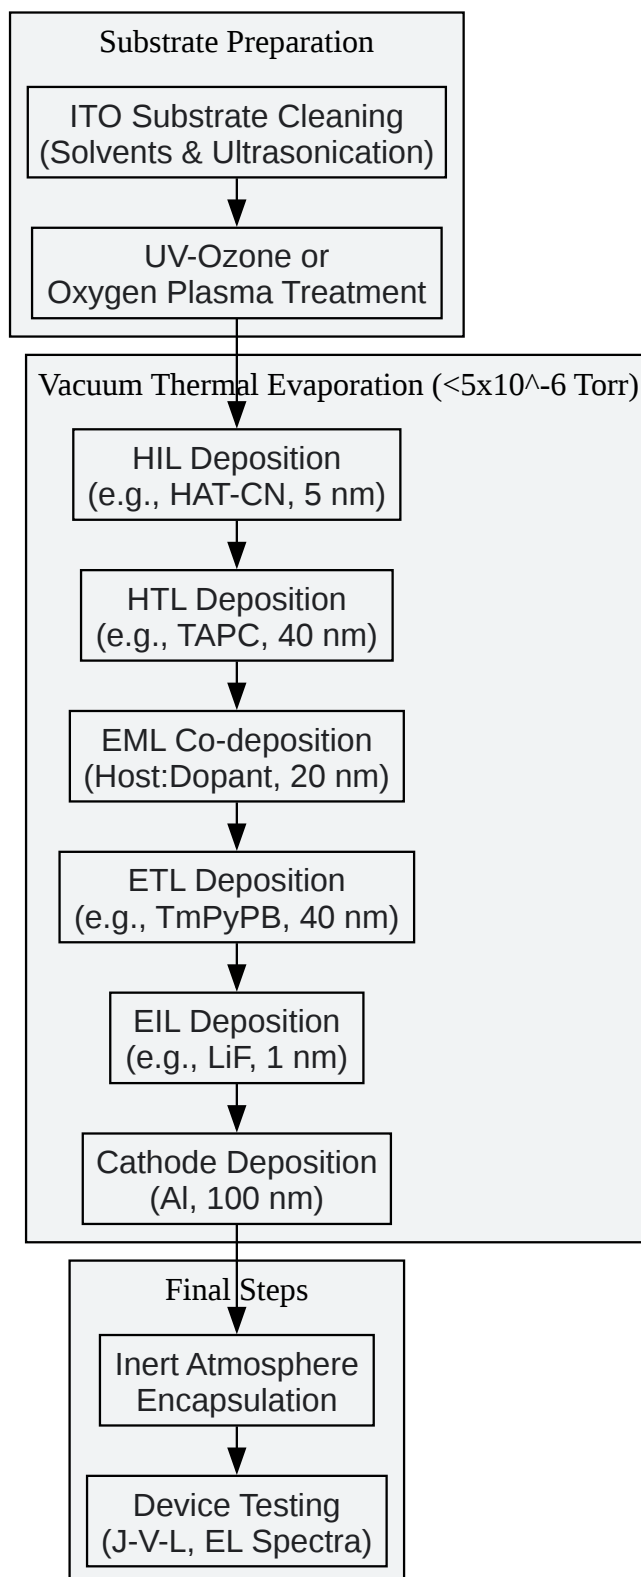 Substrate Preparation
ITO Substrate Cleaning
(Solvents & Ultrasonication)
UV-Ozone or
Oxygen Plasma Treatment
Vacuum Thermal Evaporation (<5x10^-6 Torr)
HIL Deposition
(e.g., HAT-CN, 5 nm)
HTL Deposition
(e.g., TAPC, 40 nm)
EML Co-deposition
(Host:Dopant, 20 nm)
ETL Deposition
(e.g., TmPyPB, 40 nm)
EIL Deposition
(e.g., LiF, 1 nm)
Cathode Deposition
(Al, 100 nm)
Final Steps
Inert Atmosphere
Encapsulation
Device Testing
(J-V-L, EL Spectra)